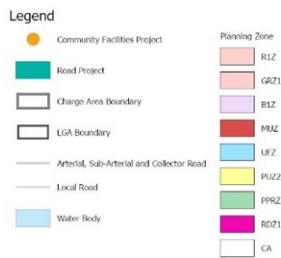 Legend
Community Facilities Project
Road Project
Charge Area Boundary
LGA Boundary
Arterial, Sub-Arterial and Collector Road
Local Road
Water Body
Planning Zone
R1Z
GRZ1
B1Z
MUZ
UFZ
PUZ2
PPRZ
RDZ1
CA